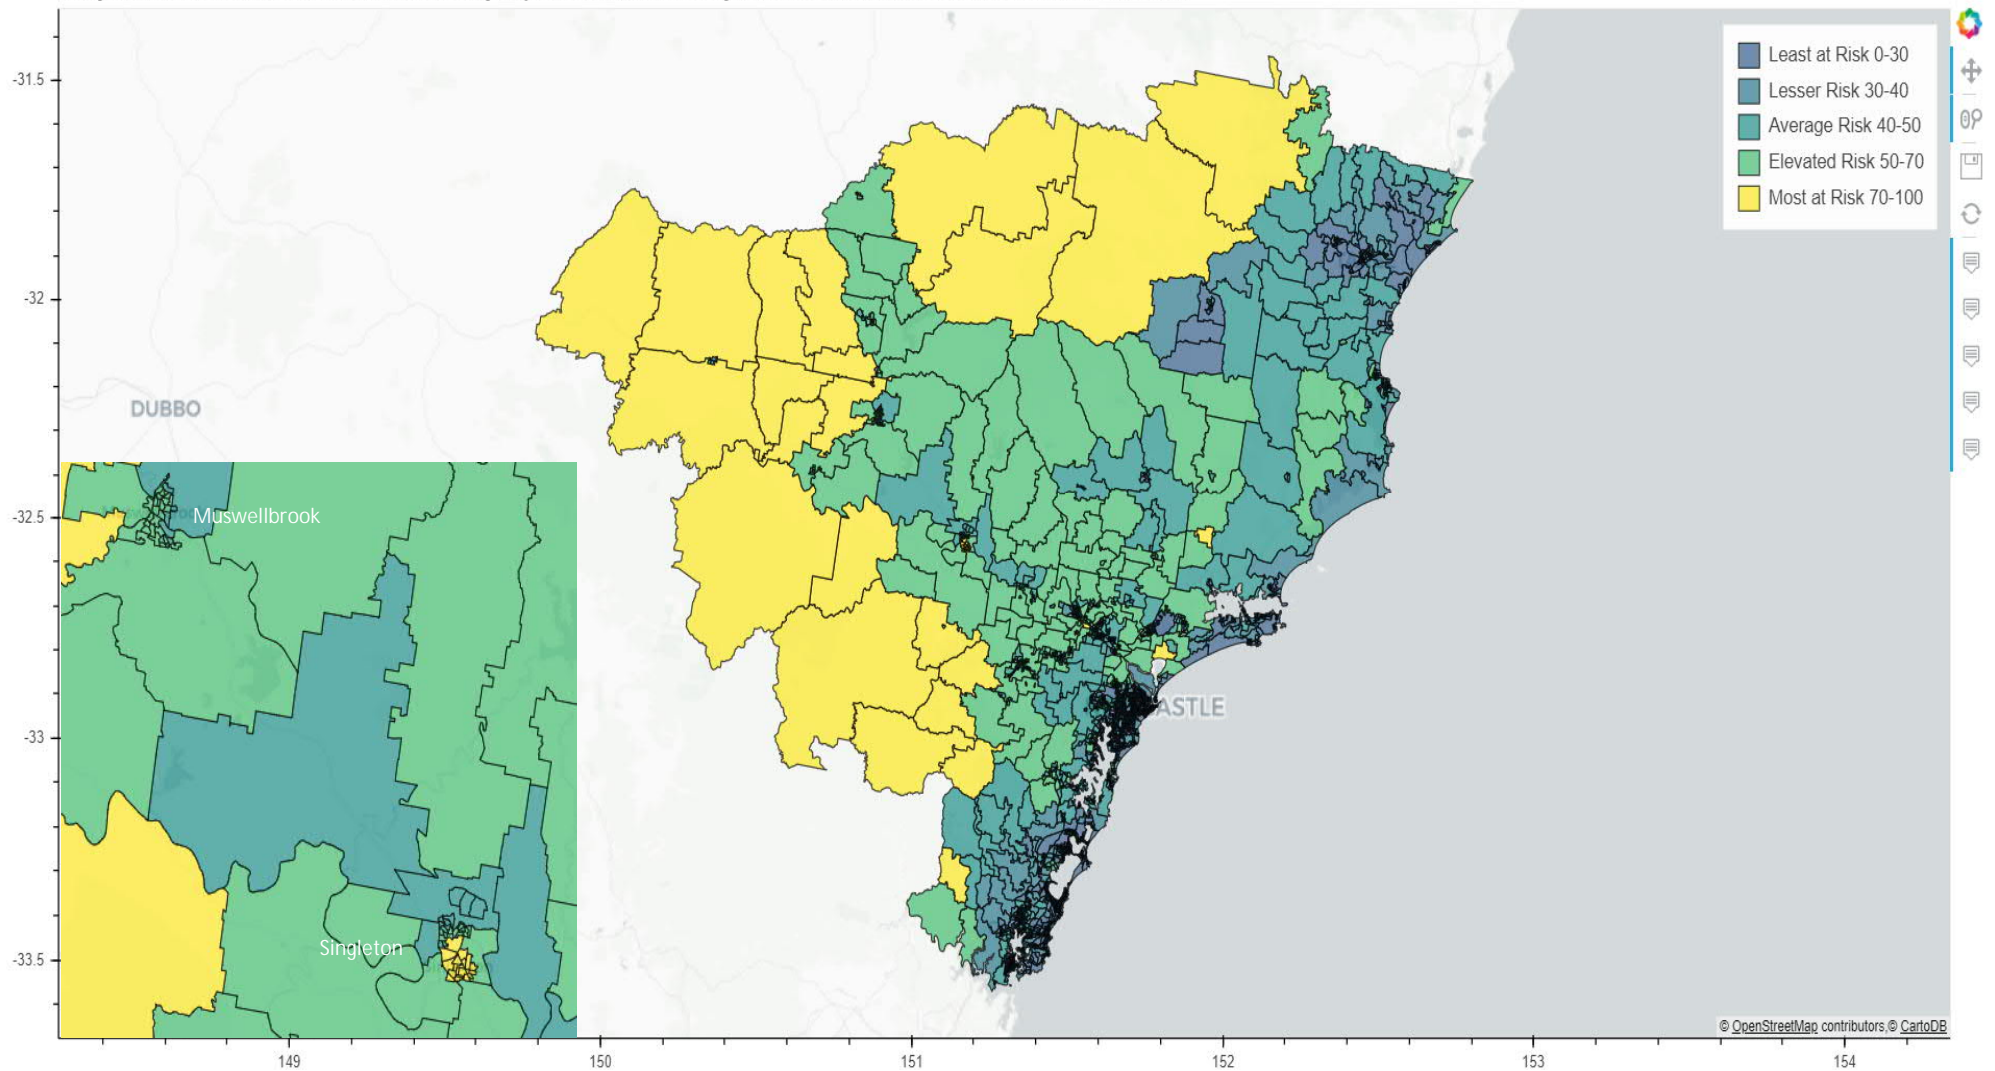 Least at Risk 0-30
Lesser Risk 30-40
Average Risk 40-50
Elevated Risk 50-70
Most at Risk 70-100
-31.5
-32
-32.5
-33
-33.5
DUBBO
Muswellbrook
Singleton
ASTLE
© OpenStreetMap contributors,© CartoDB
149
150
151
152
153
154